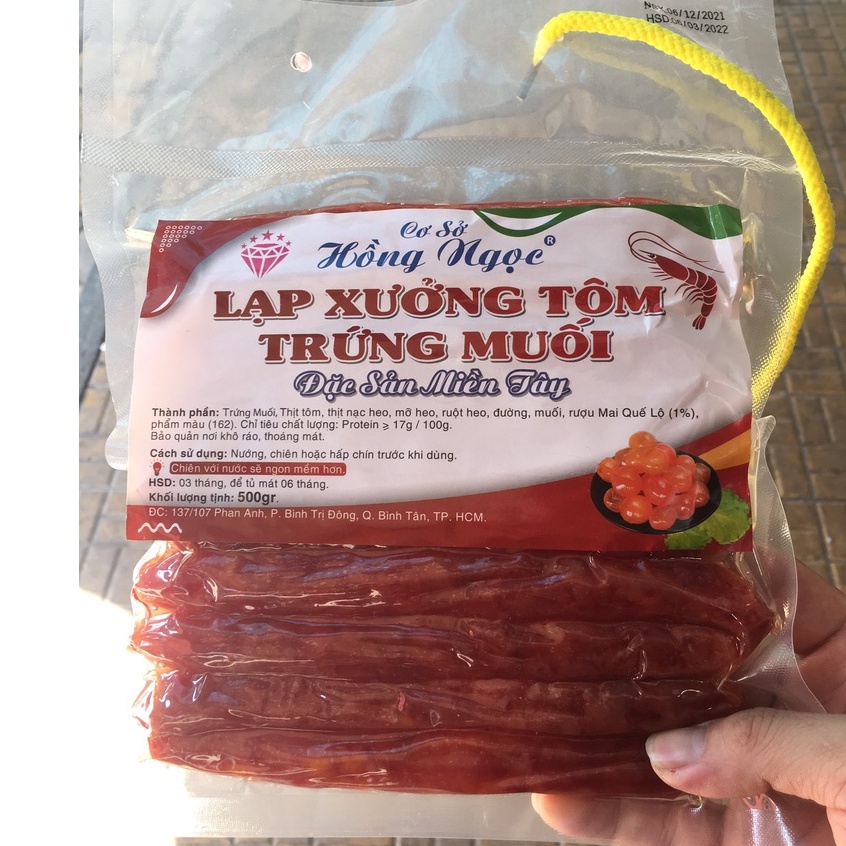 NSX.06/12/2021
HSD.06/03/2022
Cơ Sở
Hồng Ngọc®
LẠP XƯỞNG TÔM
TRỨNG MUỐI
Đặc Sản Miền Tây
Thành phần: Trứng Muối, Thịt tôm, thịt nạc heo, mỡ heo, ruột heo, đường, muối, rượu Mai Quế Lộ (1%),
phẩm màu (162). Chỉ tiêu chất lượng: Protein ⩾ 17g / 100g.
Bảo quản nơi khô ráo, thoáng mát.
Cách sử dụng: Nướng, chiên hoặc hấp chín trước khi dùng.
Chiên với nước sẽ ngon mềm hơn.
HSD: 03 tháng, để tủ mát 06 tháng.
Khối lượng tịnh: 500gr.
ĐC: 137/107 Phan Anh, P. Bình Trị Đông, Q. Bình Tân, TP. HCM.